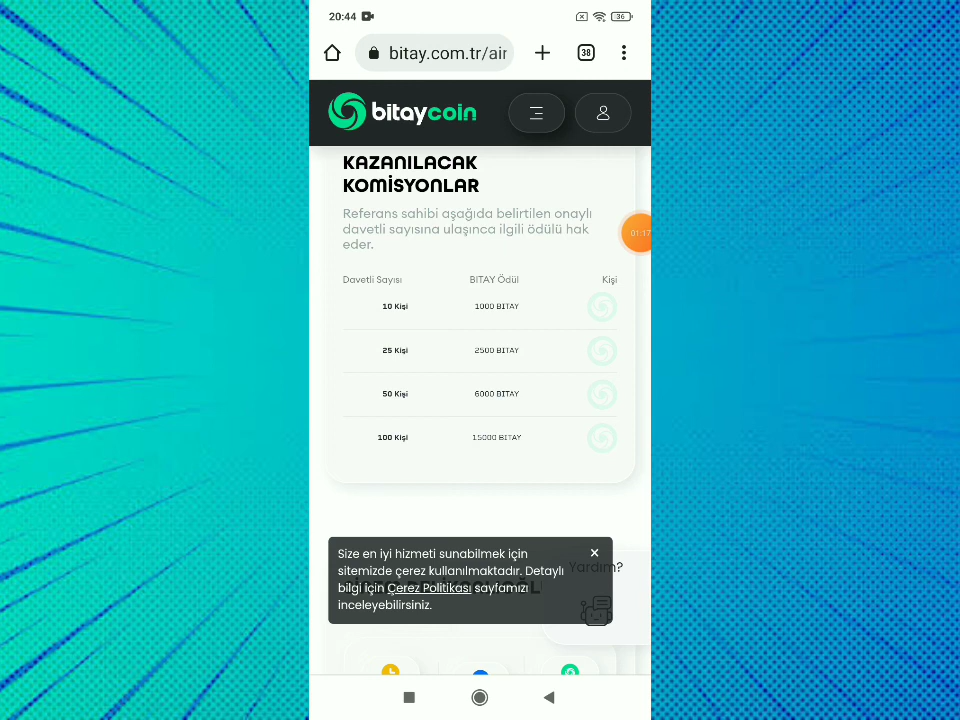 20:44
36
bitay.com.tr/air
38
bitaycoin
KAZANILACAK
KOMİSYONLAR
Referans sahibi aşağıda belirtilen onaylı
davetli sayısına ulaşınca ilgili ödülü hak
eder.
01:17
Davetli Sayısı BITAY Ödül Kişi
10 Kişi 1000 BITAY
25 Kişi 2500 BITAY
50 Kişi 6000 BITAY
100 Kişi 15000 BITAY
Size en iyi hizmeti sunabilmek için
sitemizde çerez kullanılmaktadır. Detaylı
bilgi için Çerez Politikası sayfamızı
inceleyebilirsiniz.
Yardım?